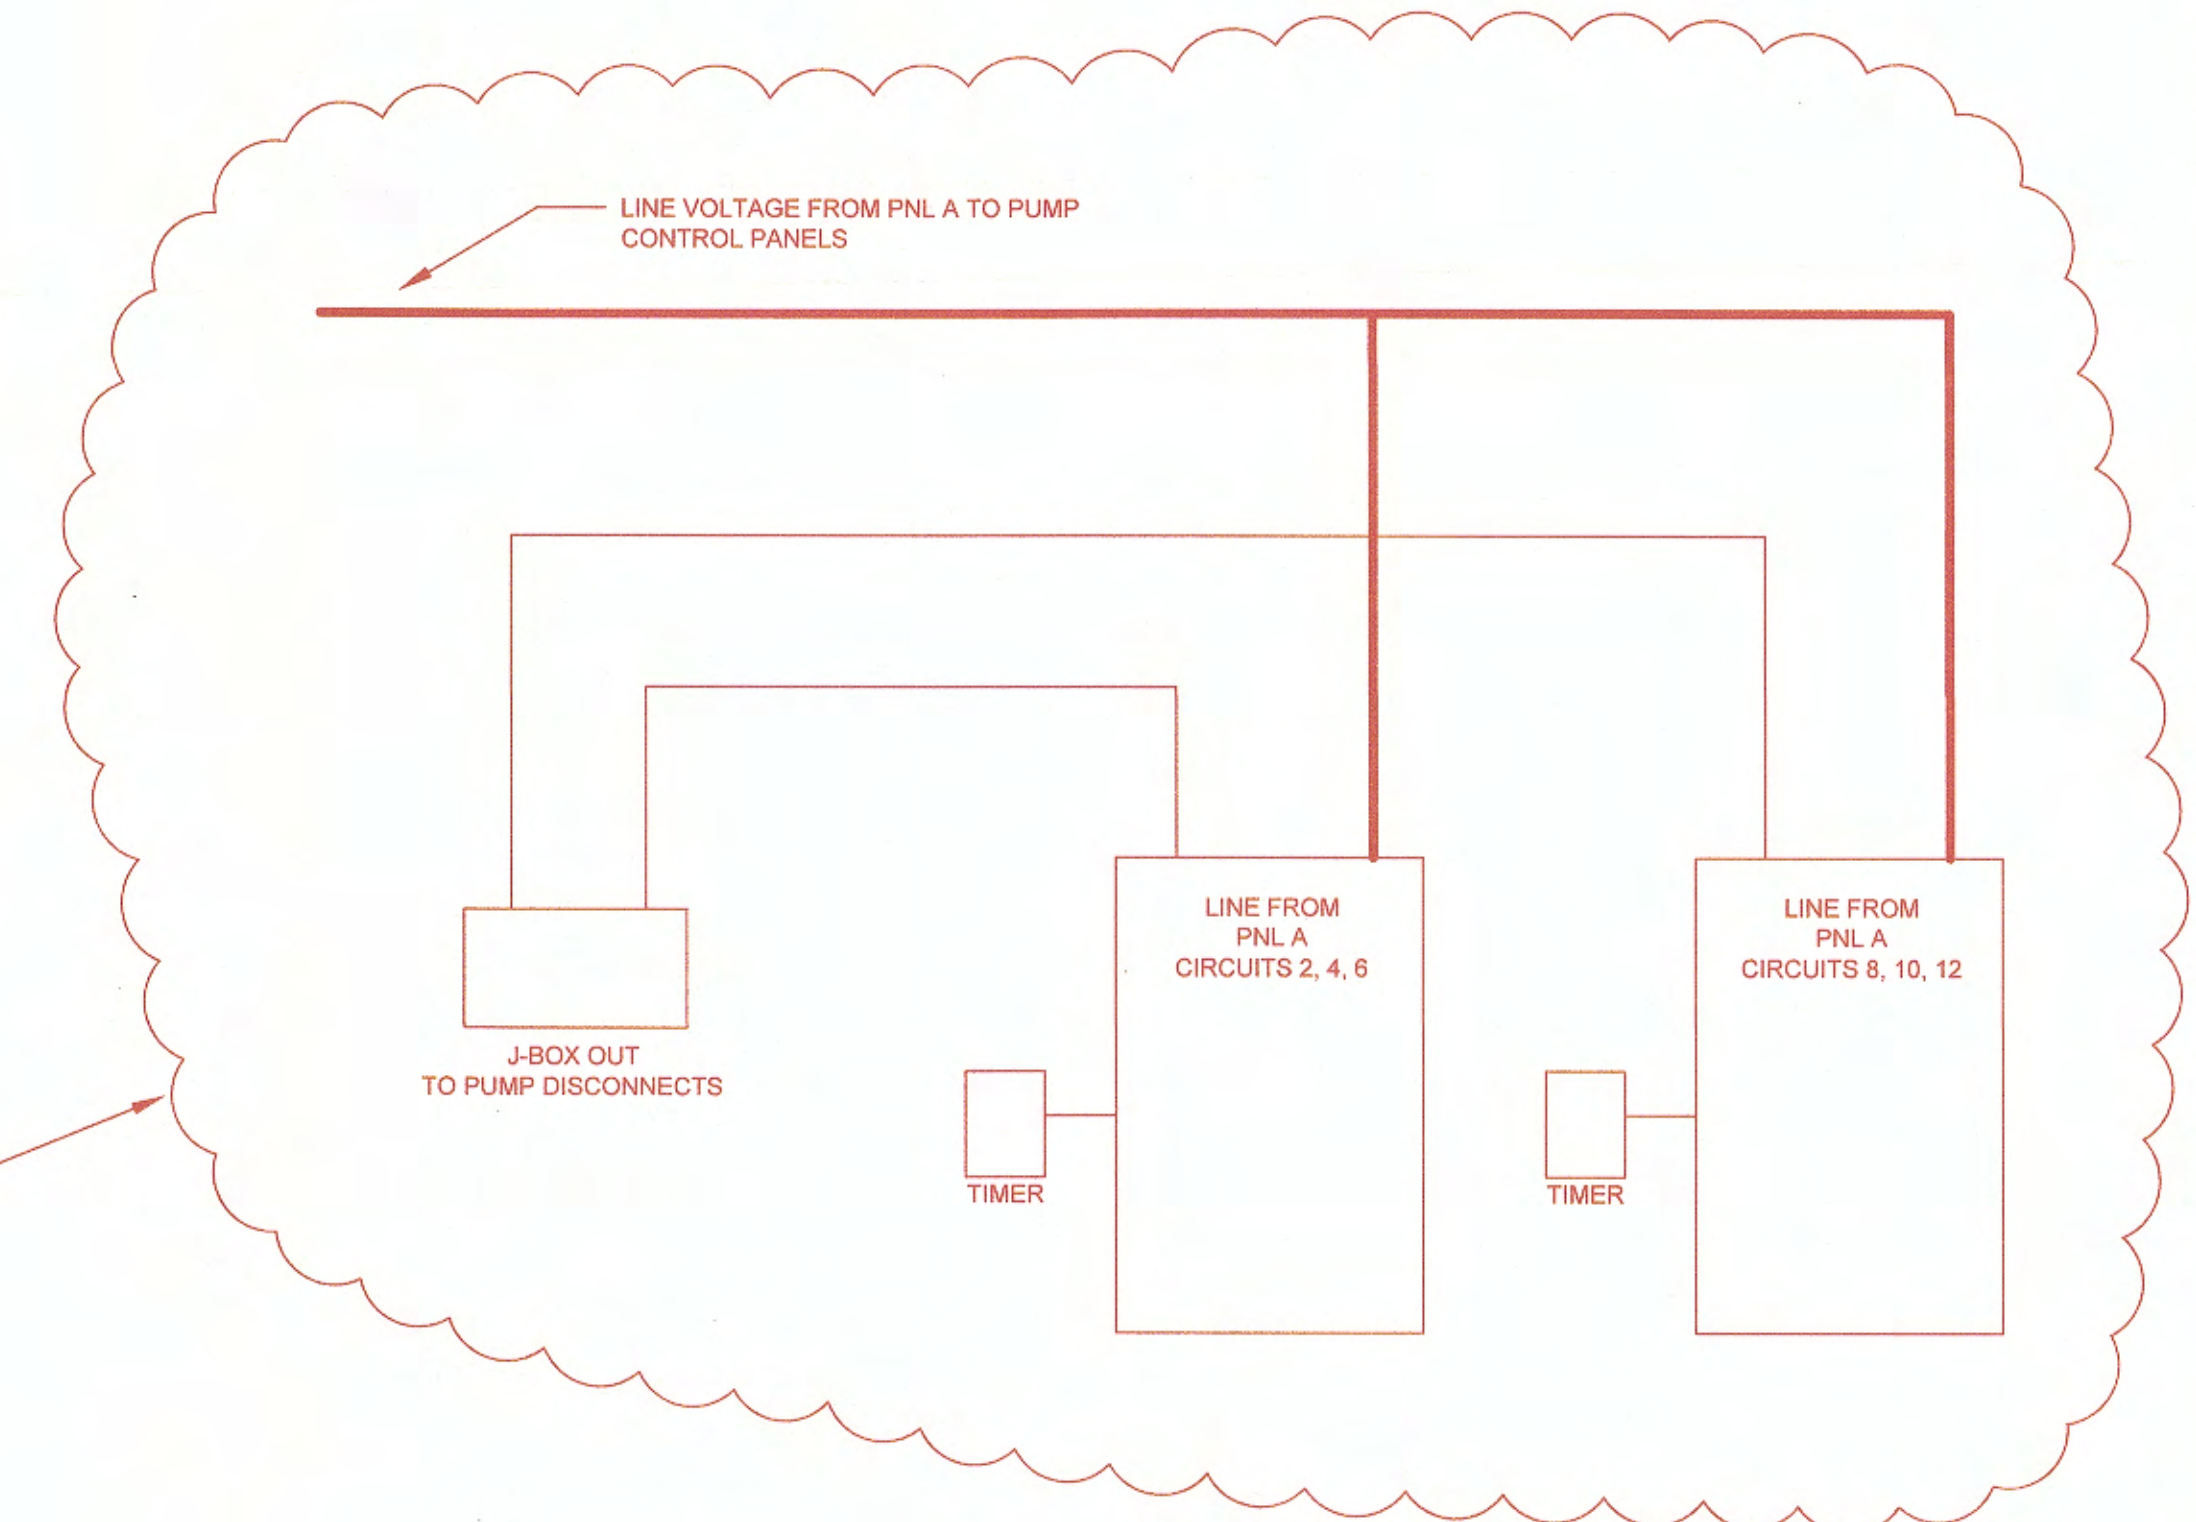 LINE VOLTAGE FROM PNL A TO PUMP
CONTROL PANELS
LINE FROM
PNL A
CIRCUITS 2, 4, 6
LINE FROM
PNL A
CIRCUITS 8, 10, 12
J-BOX OUT
TO PUMP DISCONNECTS
TIMER
TIMER